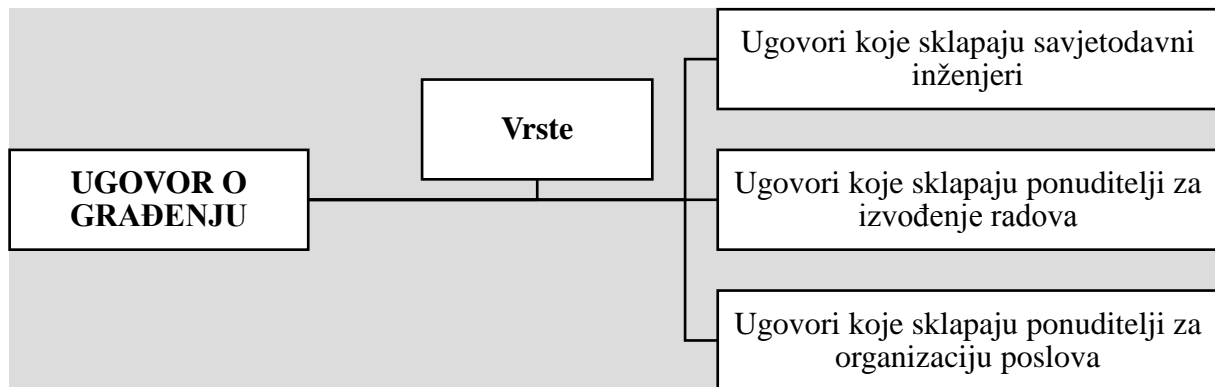 UGOVOR O
GRAĐENJU
Vrste
Ugovori koje sklapaju savjetodavni
inženjeri
Ugovori koje sklapaju ponuditelji za
izvođenje radova
Ugovori koje sklapaju ponuditelji za
organizaciju poslova